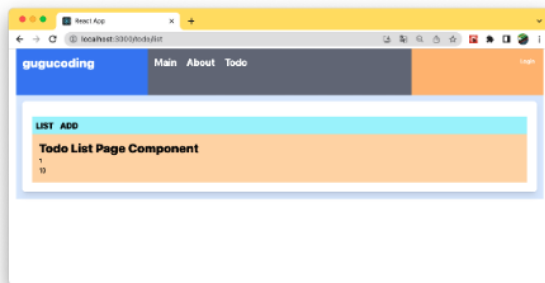 React App
localhost:3000/todo/list
gugucoding
Main About Todo
Login
LIST ADD
Todo List Page Component
1
10